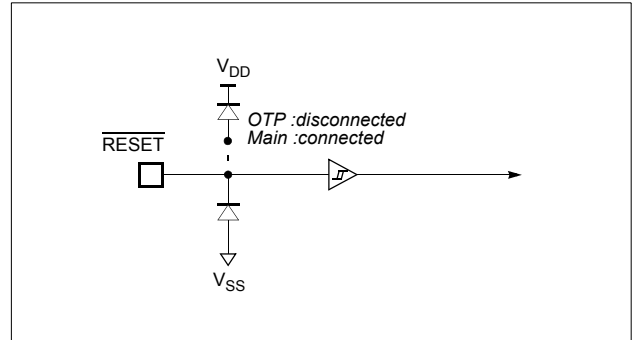 VDD
OTP :disconnected
Main :connected
RESET
VSS